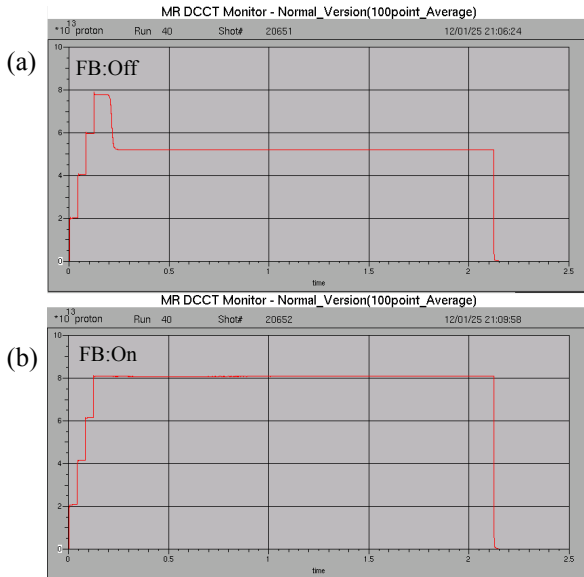 MR DCCT Monitor - Normal_Version(100point_Average)
*10^13 proton Run 40 Shot# 20651 12/01/25 21:06:24
(a)
FB:Off
10
8
6
4
2
0
0 0.5 1 1.5 2 2.5
time
MR DCCT Monitor - Normal_Version(100point_Average)
*10^13 proton Run 40 Shot# 20652 12/01/25 21:09:58
(b)
FB:On
10
8
6
4
2
0
0 0.5 1 1.5 2 2.5
time